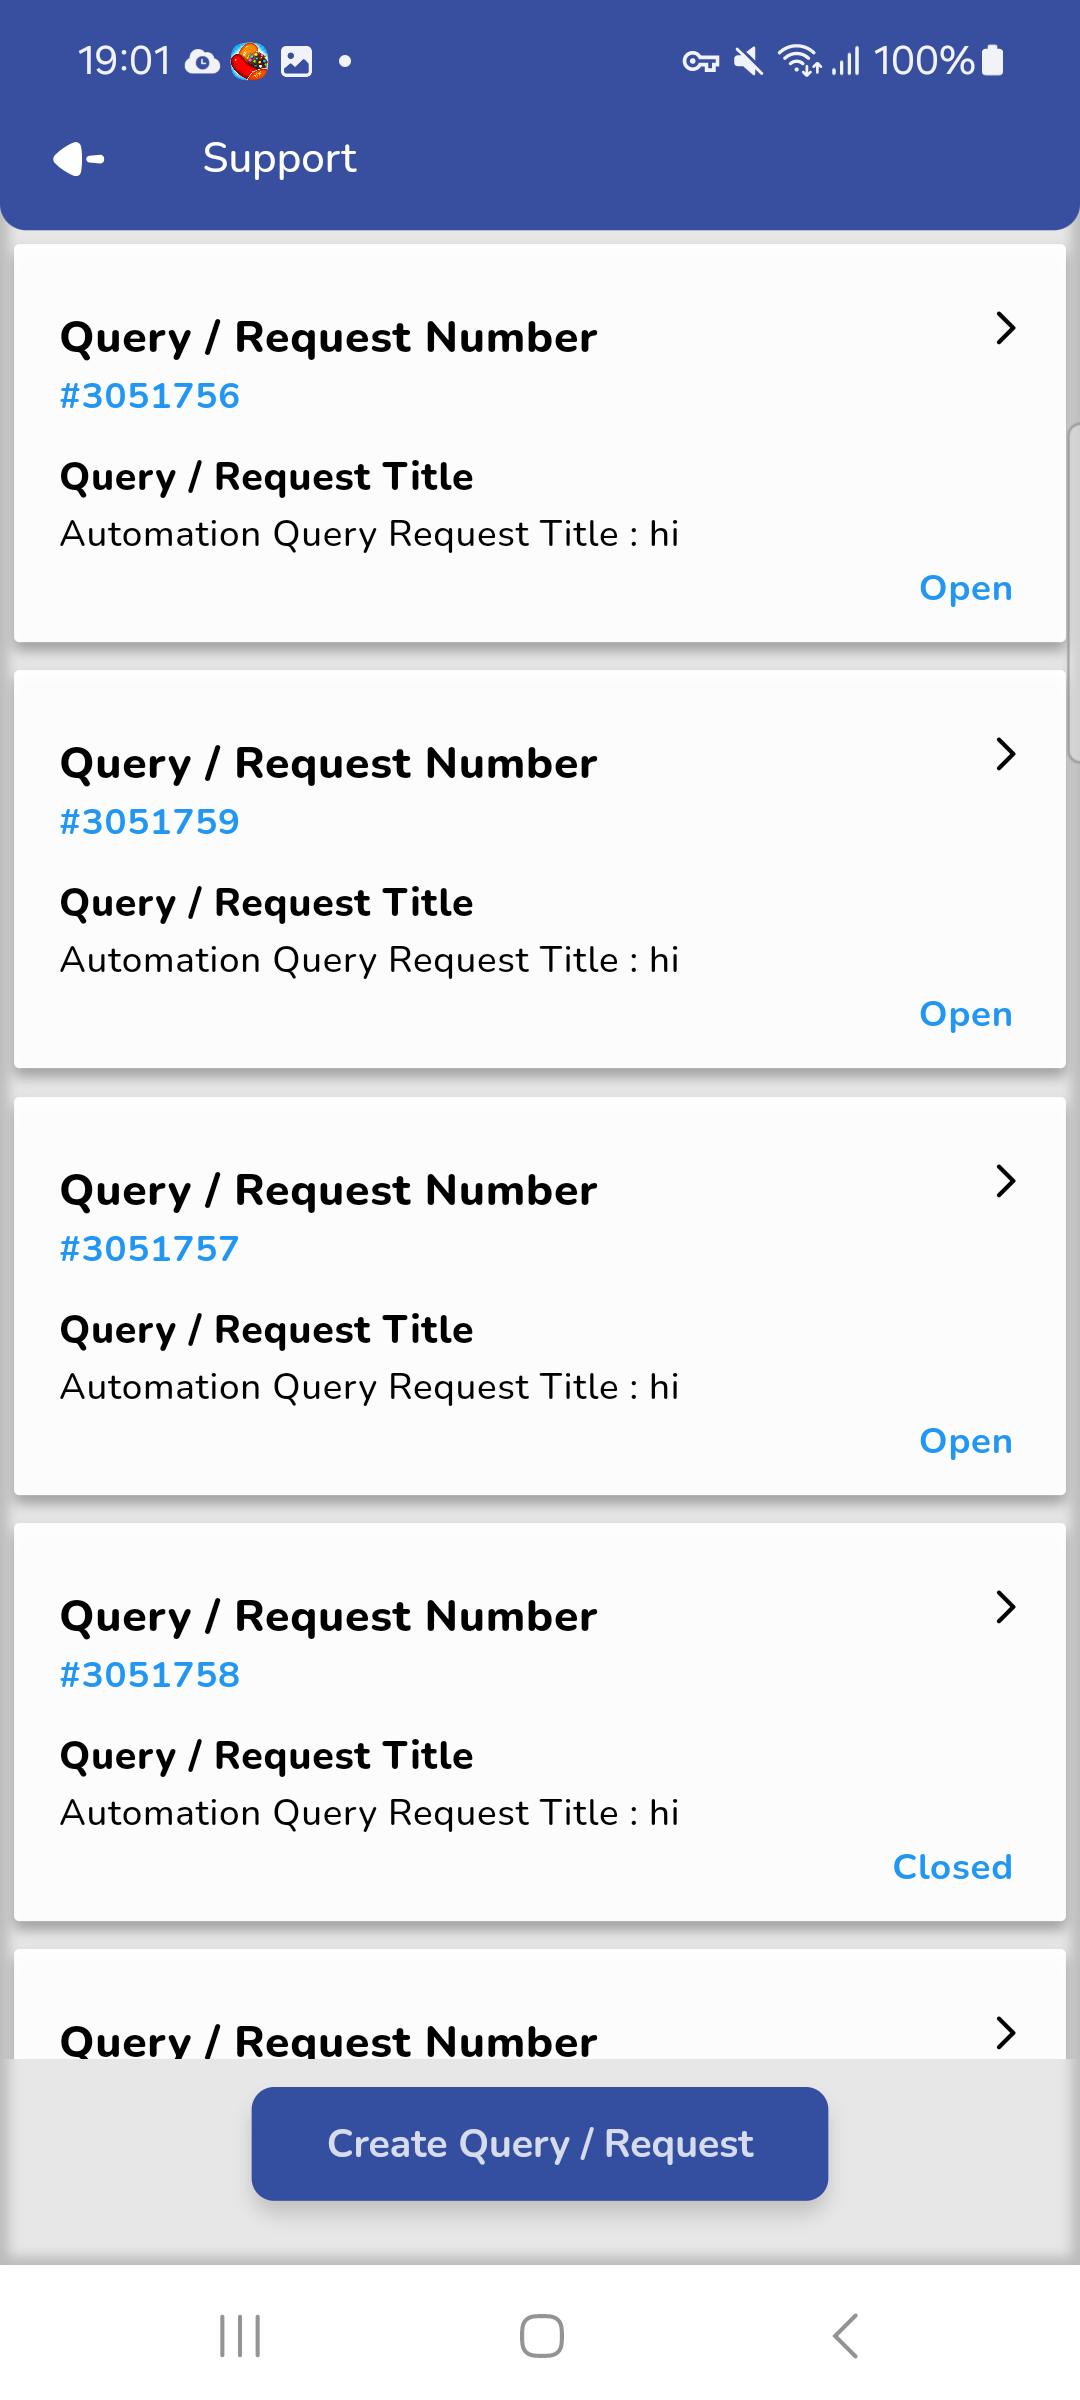 19:01
100%
Support
Query / Request Number
#3051756
Query / Request Title
Automation Query Request Title : hi
Open
Query / Request Number
#3051759
Query / Request Title
Automation Query Request Title : hi
Open
Query / Request Number
#3051757
Query / Request Title
Automation Query Request Title : hi
Open
Query / Request Number
#3051758
Query / Request Title
Automation Query Request Title : hi
Closed
Query / Request Number
Create Query / Request